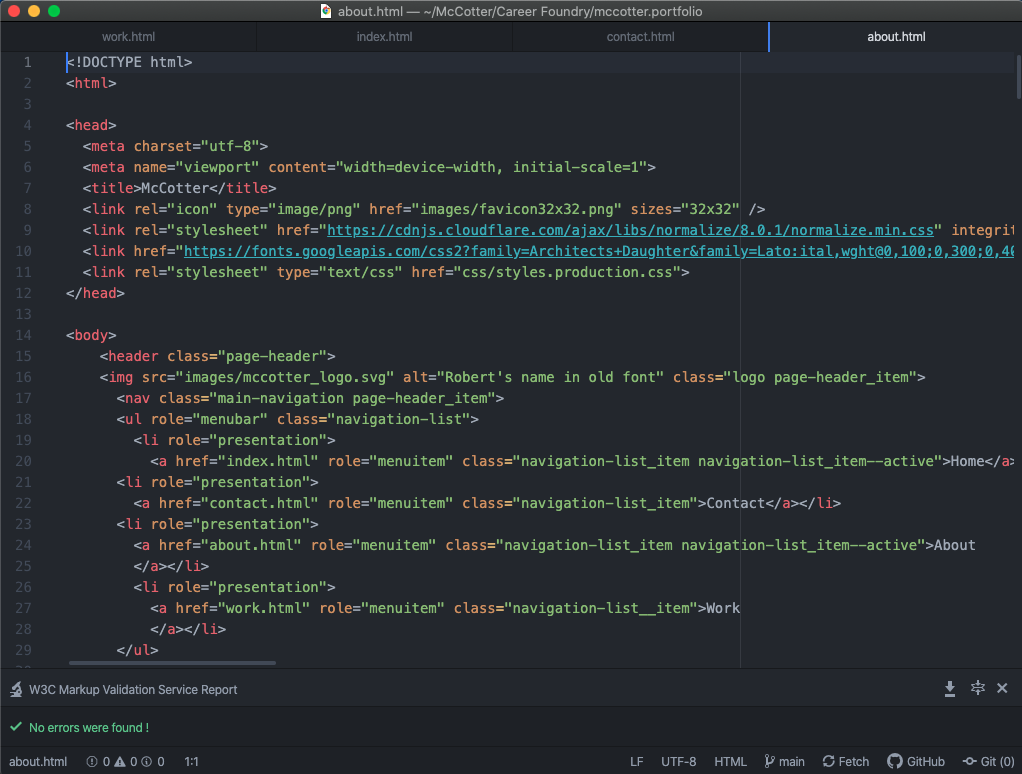 about.html — ~/McCotter/Career Foundry/mccotter.portfolio
work.html index.html contact.html about.html
1 <!DOCTYPE html>
2 <html>
3
4 <head>
5 <meta charset="utf-8">
6 <meta name="viewport" content="width=device-width, initial-scale=1">
7 <title>McCotter</title>
8 <link rel="icon" type="image/png" href="images/favicon32x32.png" sizes="32x32" />
9 <link rel="stylesheet" href="https://cdnjs.cloudflare.com/ajax/libs/normalize/8.0.1/normalize.min.css" integrit
10 <link href="https://fonts.googleapis.com/css2?family=Architects+Daughter&family=Lato:ital,wght@0,100;0,300;0,40
11 <link rel="stylesheet" type="text/css" href="css/styles.production.css">
12 </head>
13
14 <body>
15 <header class="page-header">
16 <img src="images/mccotter_logo.svg" alt="Robert's name in old font" class="logo page-header_item">
17 <nav class="main-navigation page-header_item">
18 <ul role="menubar" class="navigation-list">
19 <li role="presentation">
20 <a href="index.html" role="menuitem" class="navigation-list_item navigation-list_item--active">Home</a>
21 <li role="presentation">
22 <a href="contact.html" role="menuitem" class="navigation-list_item">Contact</a></li>
23 <li role="presentation">
24 <a href="about.html" role="menuitem" class="navigation-list_item navigation-list_item--active">About
25 </a></li>
26 <li role="presentation">
27 <a href="work.html" role="menuitem" class="navigation-list__item">Work
28 </a></li>
29 </ul>
W3C Markup Validation Service Report
No errors were found !
about.html 0 0 0 1:1 LF UTF-8 HTML main Fetch GitHub Git (0)